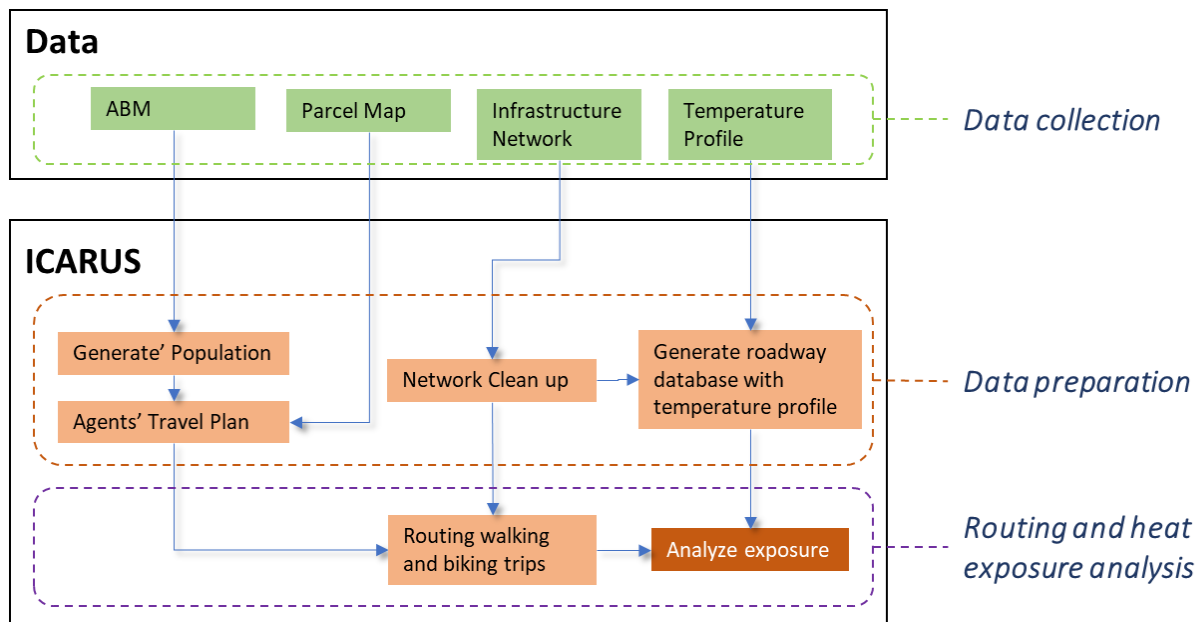 Data
ABM
Parcel Map
Infrastructure
Network
Temperature
Profile
Data collection
ICARUS
Generate’ Population
Agents’ Travel Plan
Network Clean up
Generate roadway
database with
temperature profile
Data preparation
Routing walking
and biking trips
Analyze exposure
Routing and heat
exposure analysis